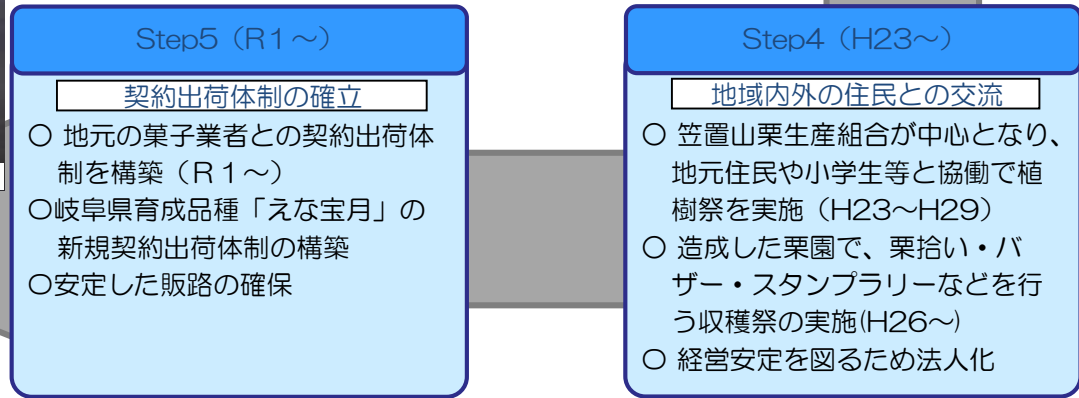 Step5（R1～）
契約出荷体制の確立
〇 地元の菓子業者との契約出荷体
制を構築（R１～）
〇岐阜県育成品種「えな宝月」の
新規契約出荷体制の構築
〇安定した販路の確保
Step4（H23～）
地域内外の住民との交流
〇 笠置山栗生産組合が中心となり、
地元住民や小学生等と協働で植
樹祭を実施（H23～H29）
〇 造成した栗園で、栗拾い・バ
ザー・スタンプラリーなどを行
う収穫祭の実施(H26～)
〇 経営安定を図るため法人化